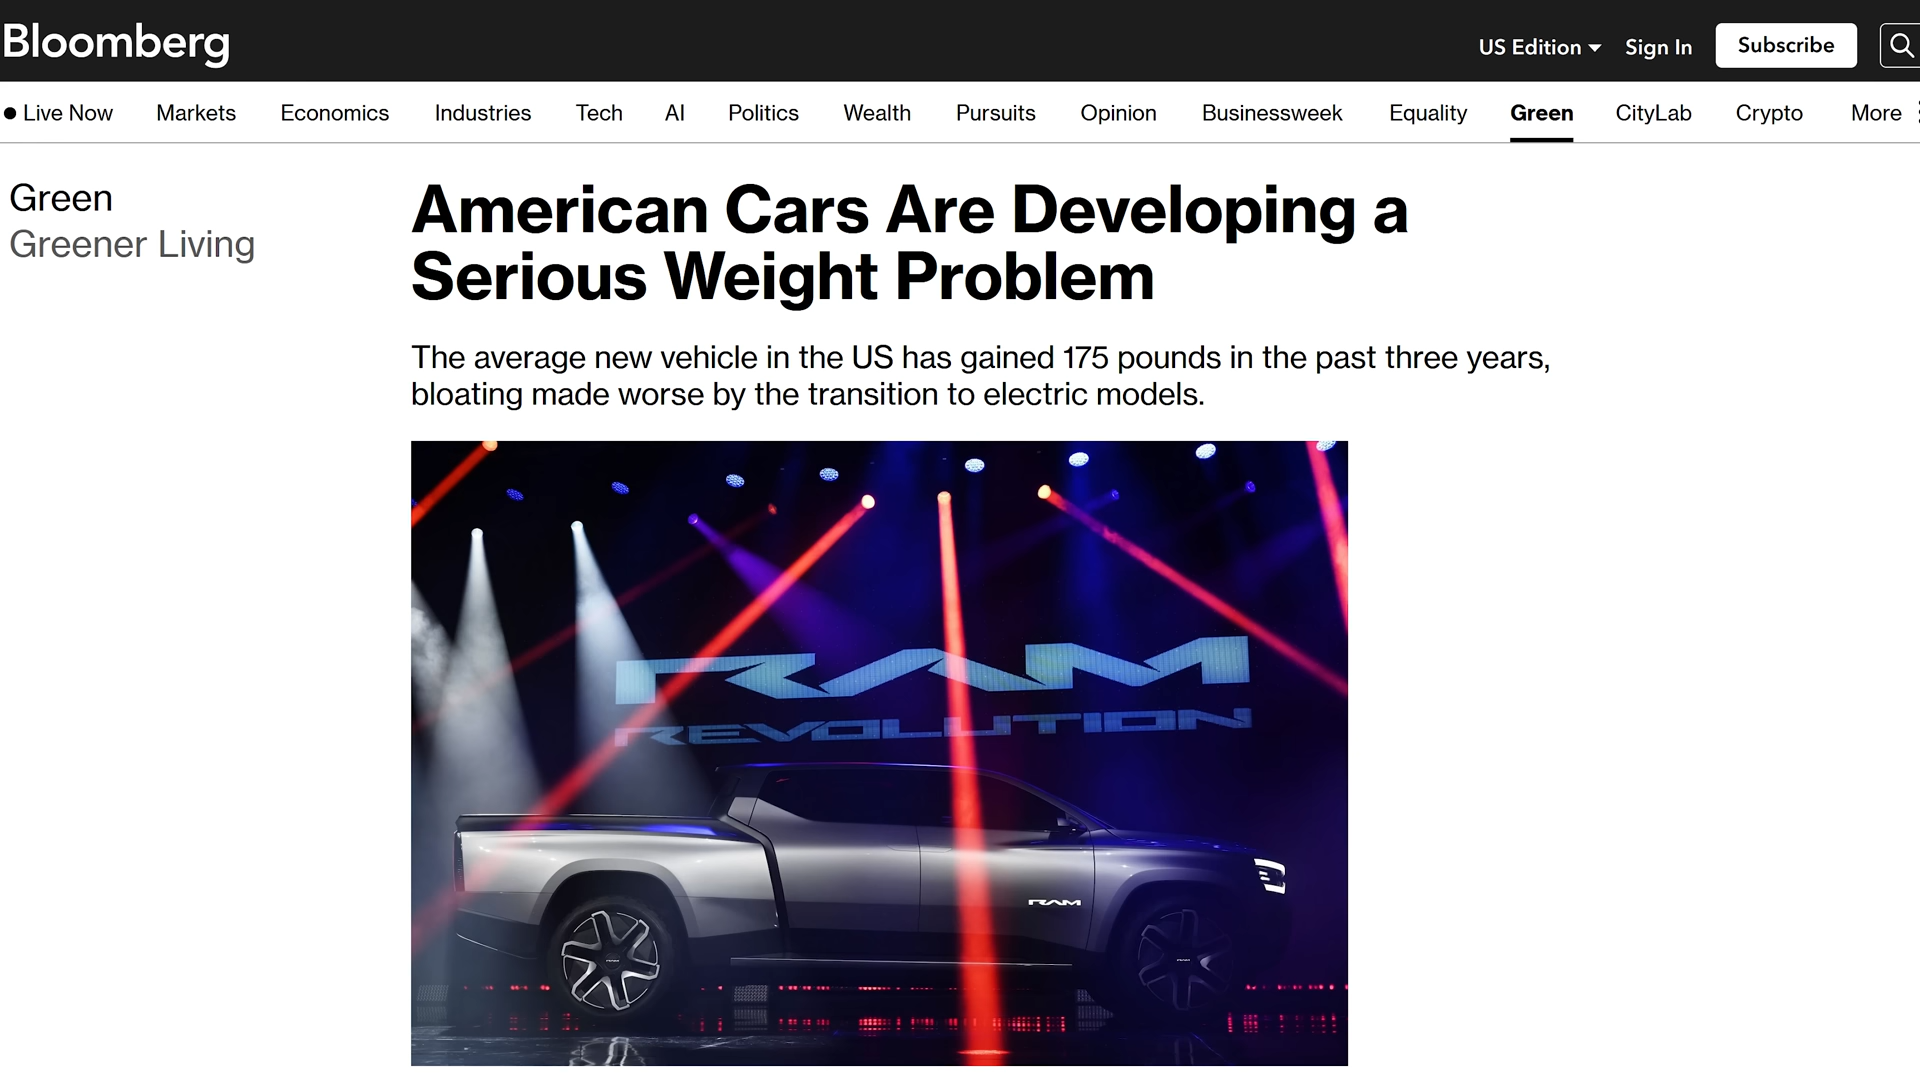 Bloomberg
US Edition
Sign In
Subscribe
Live Now
Markets
Economics
Industries
Tech
AI
Politics
Wealth
Pursuits
Opinion
Businessweek
Equality
Green
CityLab
Crypto
More
Green
Greener Living
American Cars Are Developing a
Serious Weight Problem
The average new vehicle in the US has gained 175 pounds in the past three years,
bloating made worse by the transition to electric models.
RAM
REVOLUTION
RAM